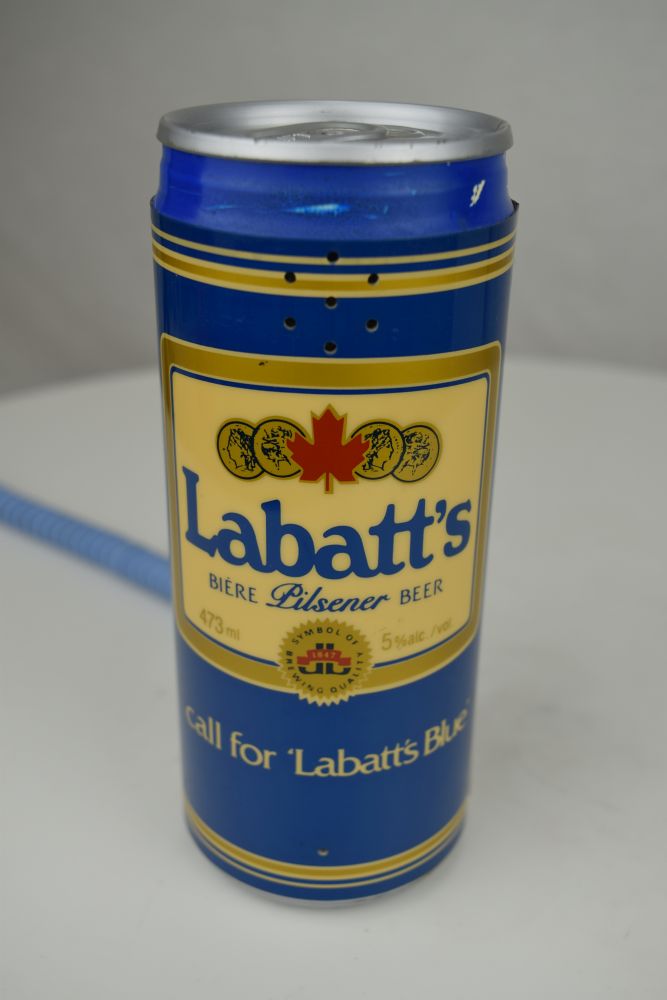 Labatt's
BIÈRE Pilsener BEER
473 ml
5%alc./vol.
SYMBOL OF
1847
BREWING QUALITY
call for 'Labatt's Blue'